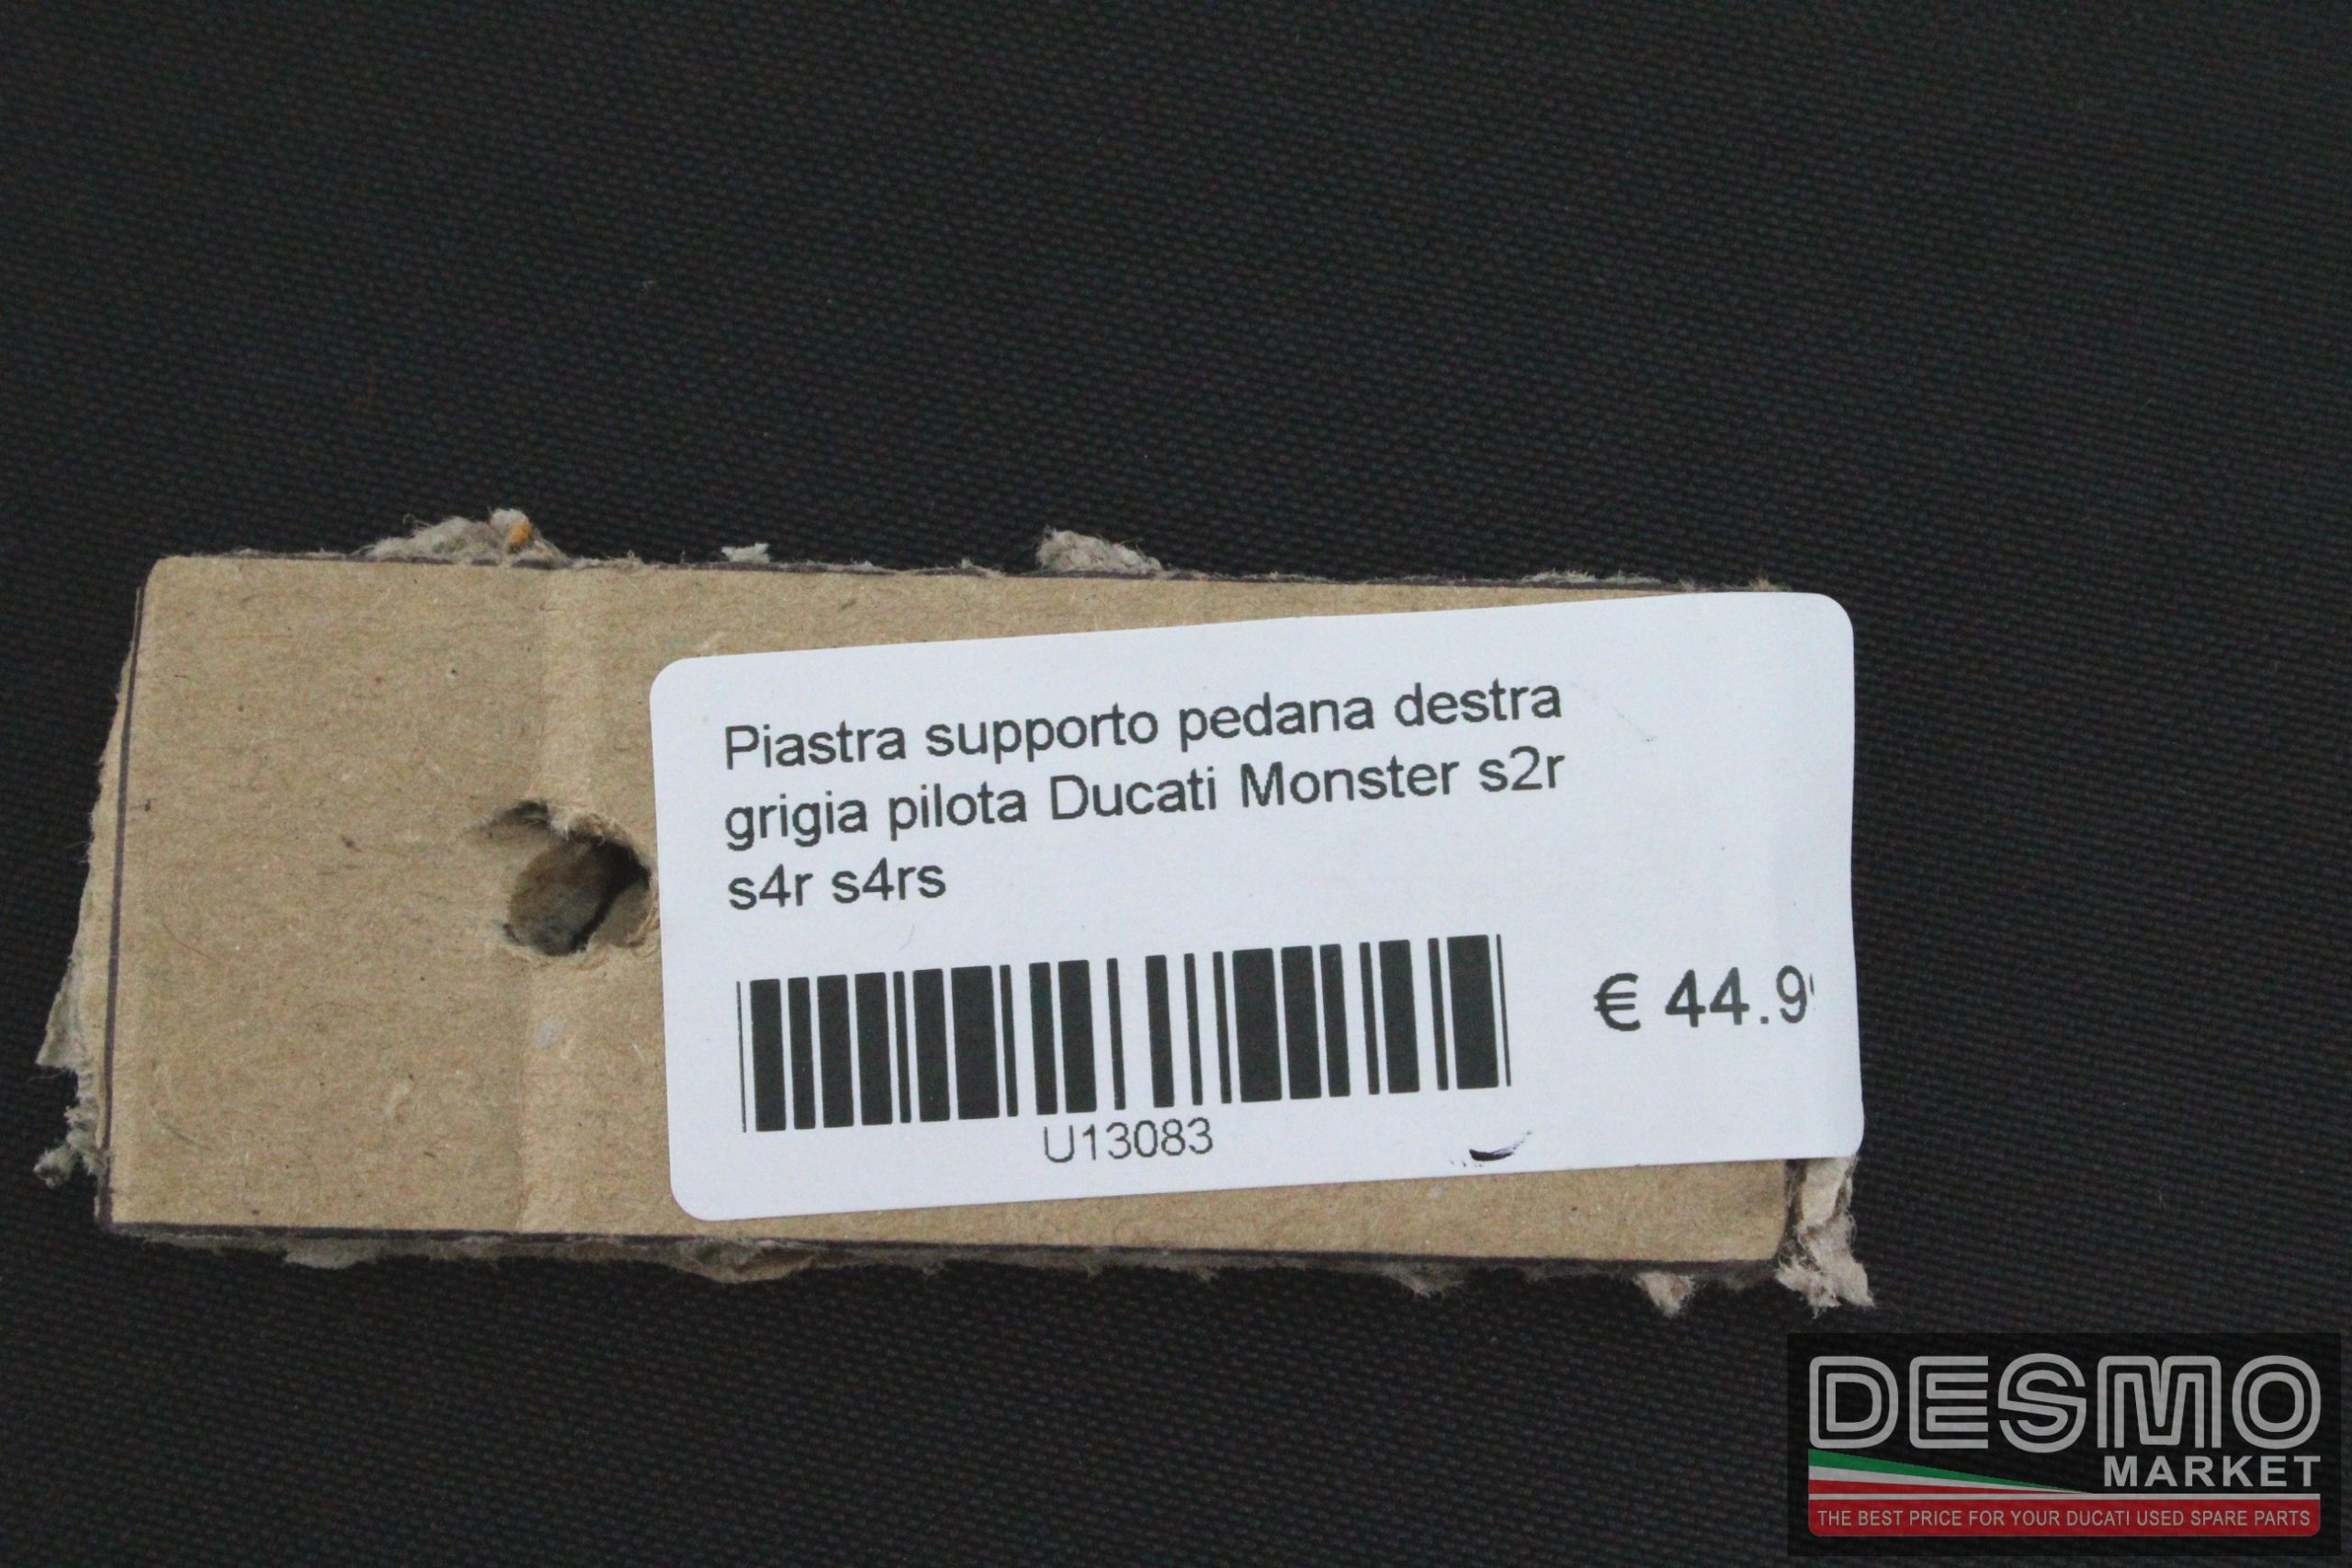 Piastra supporto pedana destra
grigia pilota Ducati Monster s2r
s4r s4rs
€ 44.9
U13083
DESMO
MARKET
THE BEST PRICE FOR YOUR DUCATI USED SPARE PARTS